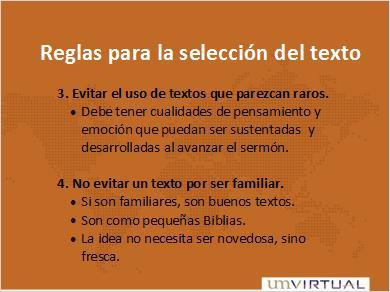 Reglas para la selección del texto
3. Evitar el uso de textos que parezcan raros.
• Debe tener cualidades de pensamiento y
emoción que puedan ser sustentadas y
desarrolladas al avanzar el sermón.
4. No evitar un texto por ser familiar.
• Si son familiares, son buenos textos.
• Son como pequeñas Biblias.
• La idea no necesita ser novedosa, sino
fresca.
umVIRTUAL